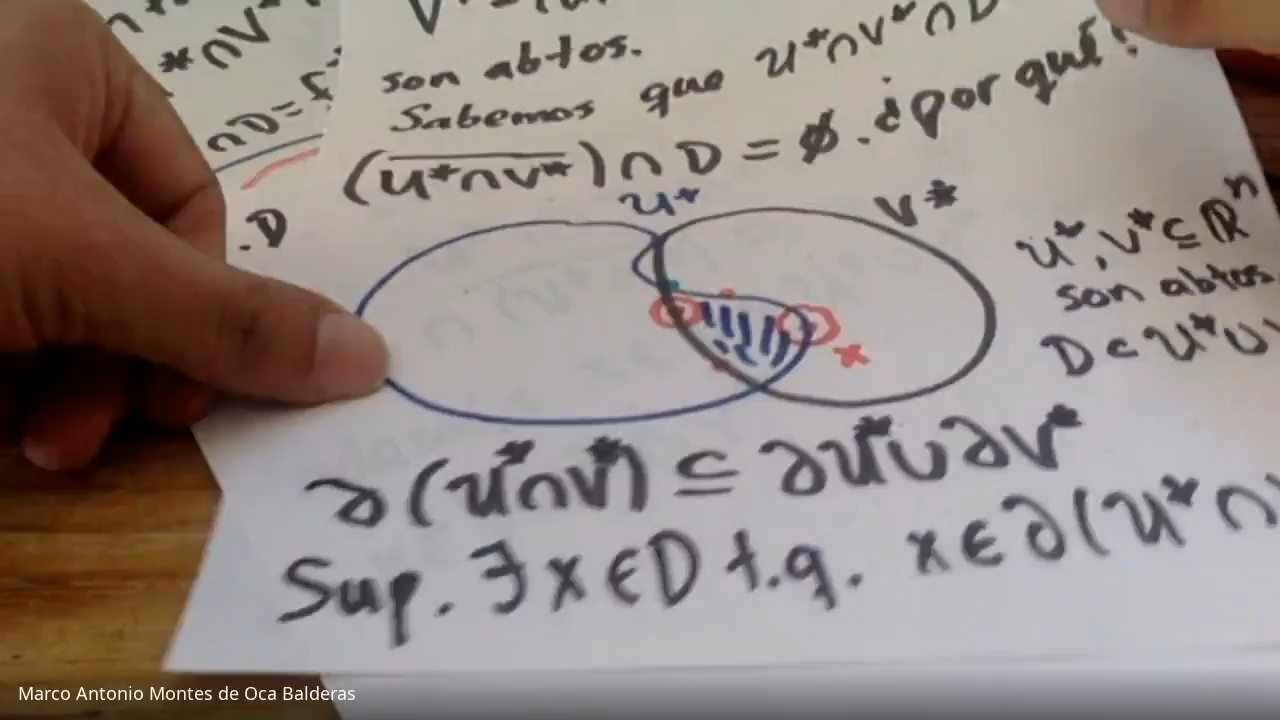 *∩V*
∩D=
son abtos.
Sabemos que U*∩V*∩D
(U*∩V*)∩D = ∅. ¿por qué?
.D
U*
V*
x
U*, V* ⊆ ℝⁿ
son abtos
D ⊂ U*∪
∂(U*∩V*) ⊆ ∂U*∪∂V*
Sup. ∃ x ∈ D t.q. x ∈ ∂(U*∩
Marco Antonio Montes de Oca Balderas